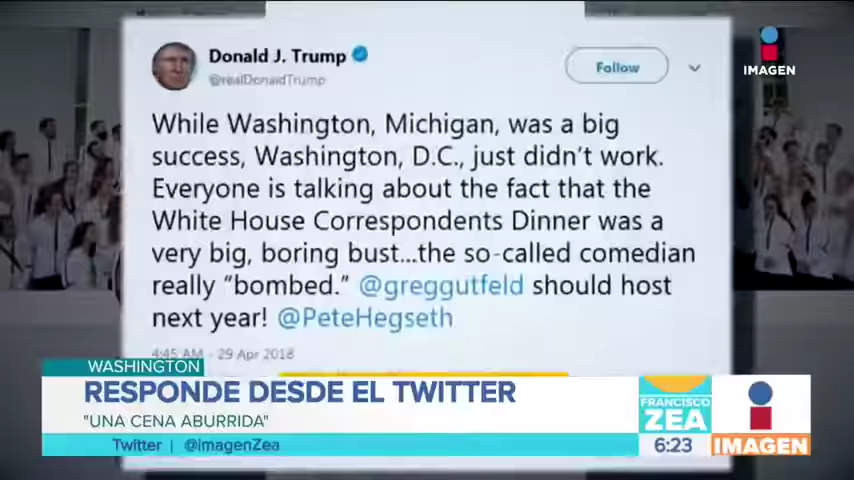 Donald J. Trump
@realDonaldTrump
Follow
IMAGEN
While Washington, Michigan, was a big
success, Washington, D.C., just didn't work.
Everyone is talking about the fact that the
White House Correspondents Dinner was a
very big, boring bust...the so-called comedian
really “bombed.” @greggutfeld should host
next year! @PeteHegseth
4:45 AM - 29 Apr 2018
WASHINGTON
RESPONDE DESDE EL TWITTER
"UNA CENA ABURRIDA"
Twitter | @imagenZea
FRANCISCO
ZEA
6:23
IMAGEN